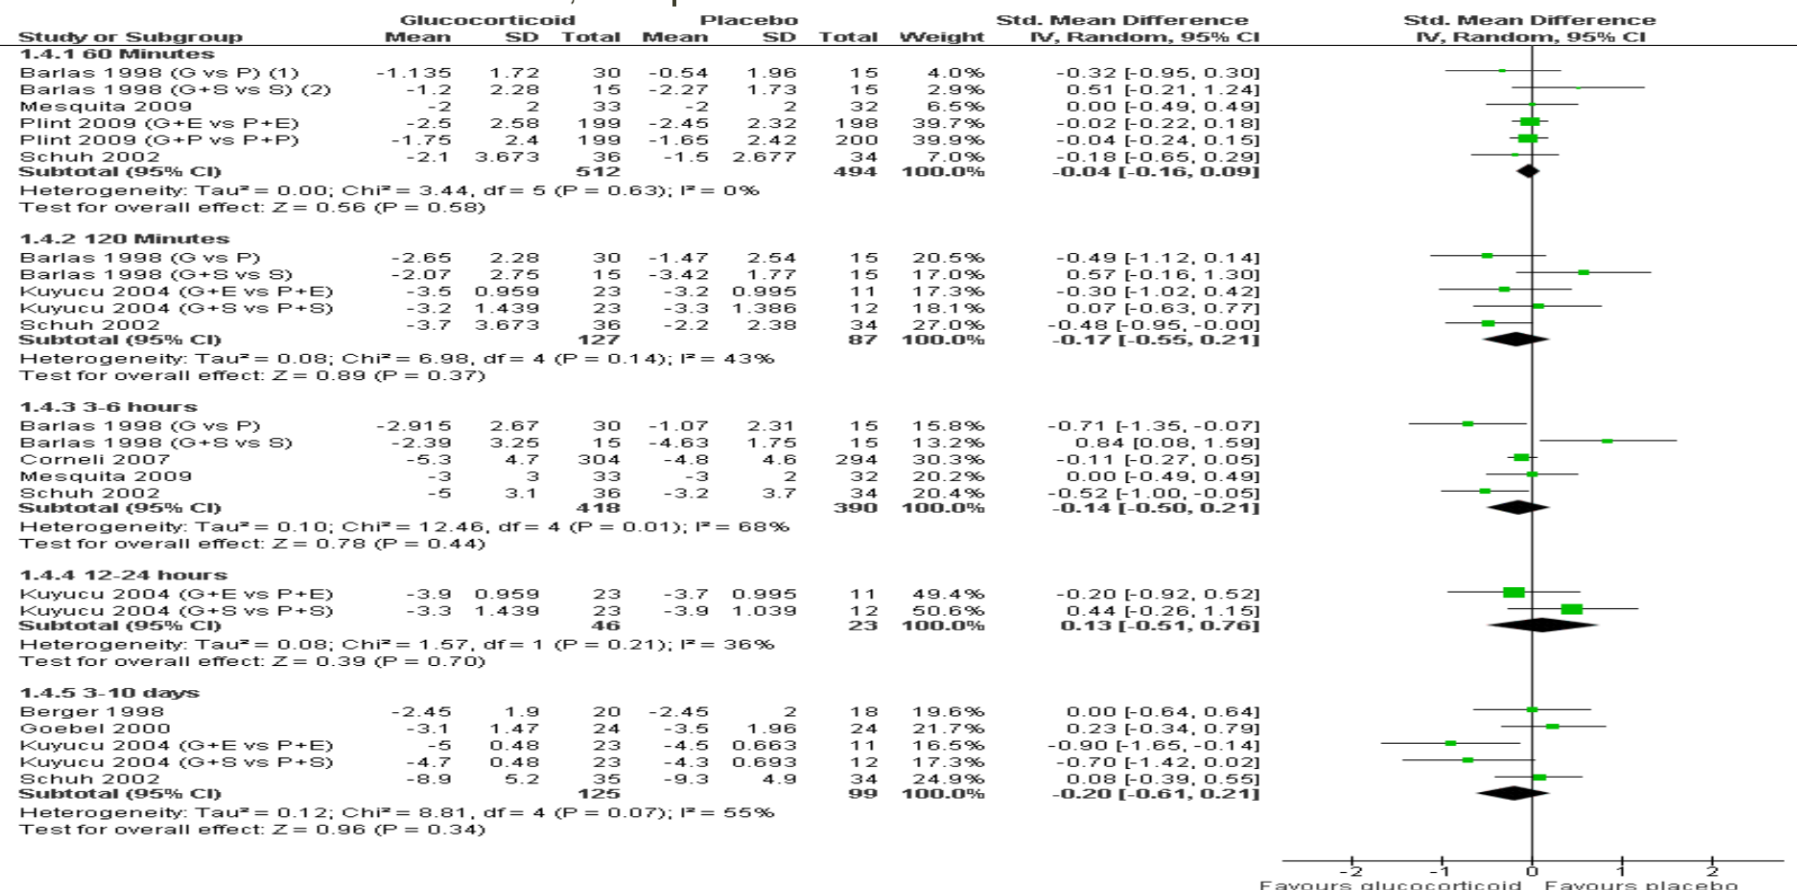 Glucocorticoid Placebo Std. Mean Difference Std. Mean Difference
Study or Subgroup Mean SD Total Mean SD Total Weight IV, Random, 95% CI IV, Random, 95% CI
1.4.1 60 Minutes
Barlas 1998 (G vs P) (1) -1.135 1.72 30 -0.54 1.96 15 4.0% -0.32 [-0.95, 0.30]
Barlas 1998 (G+S vs S) (2) -1.2 2.28 15 -2.27 1.73 15 2.9% 0.51 [-0.21, 1.24]
Mesquita 2009 -2 2 33 -2 2 32 6.5% 0.00 [-0.49, 0.49]
Plint 2009 (G+E vs P+E) -2.5 2.58 199 -2.45 2.32 198 39.7% -0.02 [-0.22, 0.18]
Plint 2009 (G+P vs P+P) -1.75 2.4 199 -1.65 2.42 200 39.9% -0.04 [-0.24, 0.15]
Schuh 2002 -2.1 3.673 36 -1.5 2.677 34 7.0% -0.18 [-0.65, 0.29]
Subtotal (95% CI) 512 494 100.0% -0.04 [-0.16, 0.09]
Heterogeneity: Tau² = 0.00; Chi² = 3.44, df = 5 (P = 0.63); I² = 0%
Test for overall effect: Z = 0.56 (P = 0.58)
1.4.2 120 Minutes
Barlas 1998 (G vs P) -2.65 2.28 30 -1.47 2.54 15 20.5% -0.49 [-1.12, 0.14]
Barlas 1998 (G+S vs S) -2.07 2.75 15 -3.42 1.77 15 17.0% 0.57 [-0.16, 1.30]
Kuyucu 2004 (G+E vs P+E) -3.5 0.959 23 -3.2 0.995 11 17.3% -0.30 [-1.02, 0.42]
Kuyucu 2004 (G+S vs P+S) -3.2 1.439 23 -3.3 1.386 12 18.1% 0.07 [-0.63, 0.77]
Schuh 2002 -3.7 3.673 36 -2.2 2.38 34 27.0% -0.48 [-0.95, -0.00]
Subtotal (95% CI) 127 87 100.0% -0.17 [-0.55, 0.21]
Heterogeneity: Tau² = 0.08; Chi² = 6.98, df = 4 (P = 0.14); I² = 43%
Test for overall effect: Z = 0.89 (P = 0.37)
1.4.3 3-6 hours
Barlas 1998 (G vs P) -2.915 2.67 30 -1.07 2.31 15 15.8% -0.71 [-1.35, -0.07]
Barlas 1998 (G+S vs S) -2.39 3.25 15 -4.63 1.75 15 13.2% 0.84 [0.08, 1.59]
Corneli 2007 -5.3 4.7 304 -4.8 4.6 294 30.3% -0.11 [-0.27, 0.05]
Mesquita 2009 -3 3 33 -3 2 32 20.2% 0.00 [-0.49, 0.49]
Schuh 2002 -5 3.1 36 -3.2 3.7 34 20.4% -0.52 [-1.00, -0.05]
Subtotal (95% CI) 418 390 100.0% -0.14 [-0.50, 0.21]
Heterogeneity: Tau² = 0.10; Chi² = 12.46, df = 4 (P = 0.01); I² = 68%
Test for overall effect: Z = 0.78 (P = 0.44)
1.4.4 12-24 hours
Kuyucu 2004 (G+E vs P+E) -3.9 0.959 23 -3.7 0.995 11 49.4% -0.20 [-0.92, 0.52]
Kuyucu 2004 (G+S vs P+S) -3.3 1.439 23 -3.9 1.039 12 50.6% 0.44 [-0.26, 1.15]
Subtotal (95% CI) 46 23 100.0% 0.13 [-0.51, 0.76]
Heterogeneity: Tau² = 0.08; Chi² = 1.57, df = 1 (P = 0.21); I² = 36%
Test for overall effect: Z = 0.39 (P = 0.70)
1.4.5 3-10 days
Berger 1998 -2.45 1.9 20 -2.45 2 18 19.6% 0.00 [-0.64, 0.64]
Goebel 2000 -3.1 1.47 24 -3.5 1.96 24 21.7% 0.23 [-0.34, 0.79]
Kuyucu 2004 (G+E vs P+E) -5 0.48 23 -4.5 0.663 11 16.5% -0.90 [-1.65, -0.14]
Kuyucu 2004 (G+S vs P+S) -4.7 0.48 23 -4.3 0.693 12 17.3% -0.70 [-1.42, 0.02]
Schuh 2002 -8.9 5.2 35 -9.3 4.9 34 24.9% 0.08 [-0.39, 0.55]
Subtotal (95% CI) 125 99 100.0% -0.20 [-0.61, 0.21]
Heterogeneity: Tau² = 0.12; Chi² = 8.81, df = 4 (P = 0.07); I² = 55%
Test for overall effect: Z = 0.96 (P = 0.34)
-2 -1 0 1 2
Favours glucocorticoid Favours placebo